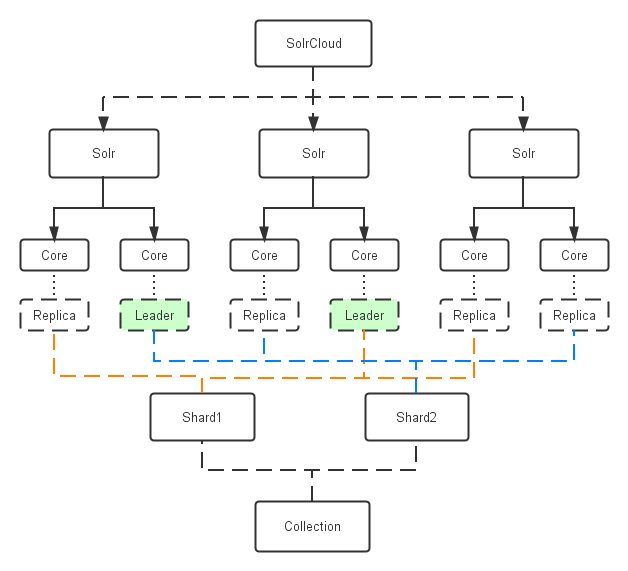 SolrCloud
Solr
Solr
Solr
Core
Core
Core
Core
Core
Core
Replica
Leader
Replica
Leader
Replica
Replica
Shard1
Shard2
Collection